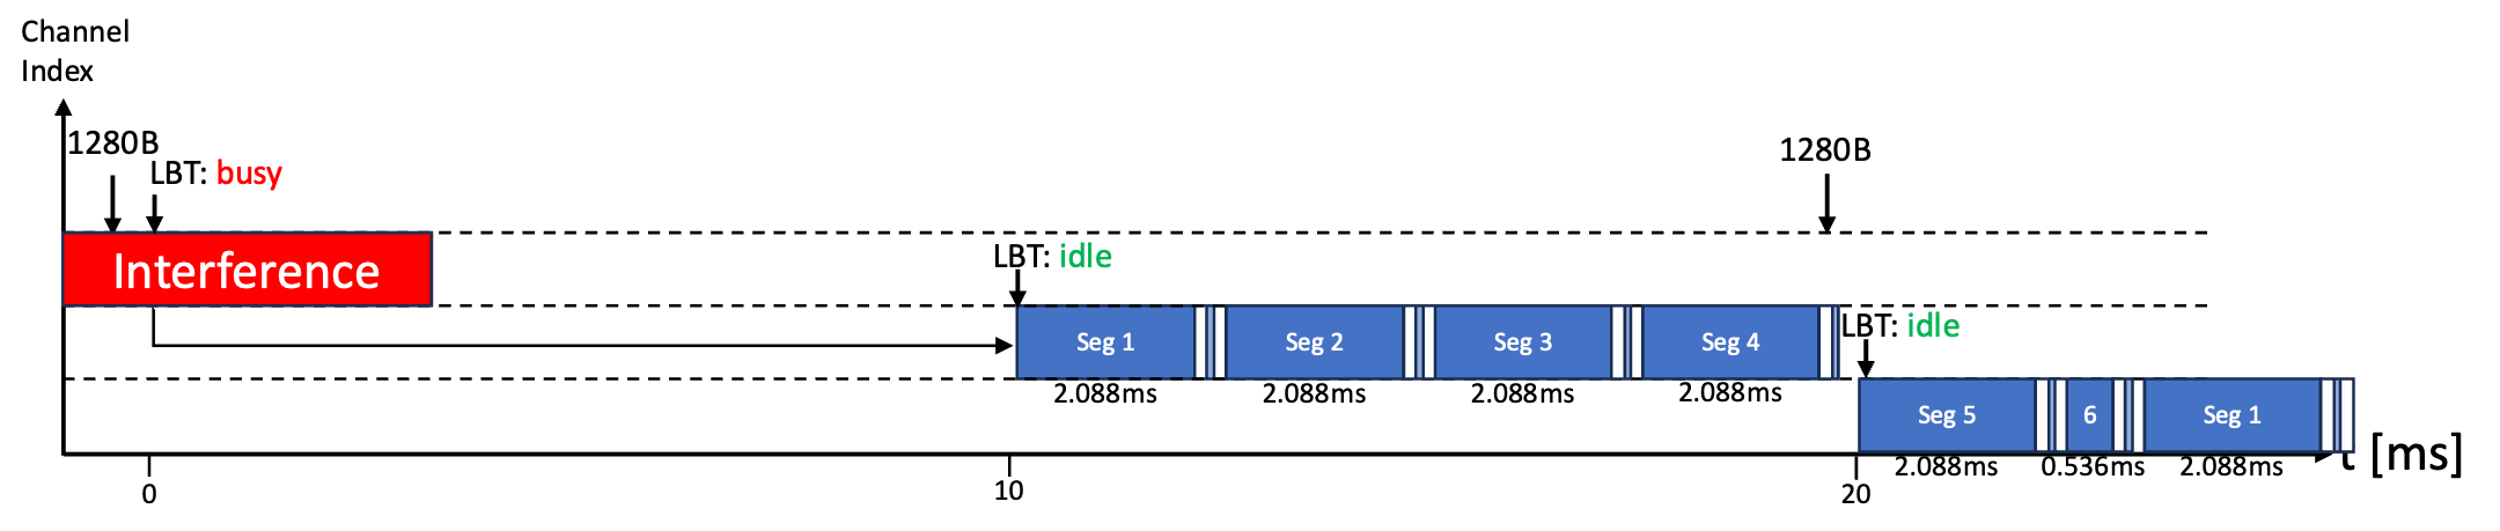 Channel
Index
1280B
LBT: busy
1280B
Interference
LBT: idle
LBT: idle
Seg 1
Seg 2
Seg 3
Seg 4
2.088ms
2.088ms
2.088ms
2.088ms
Seg 5
6
Seg 1
t [ms]
2.088ms
0.536ms
2.088ms
0
10
20